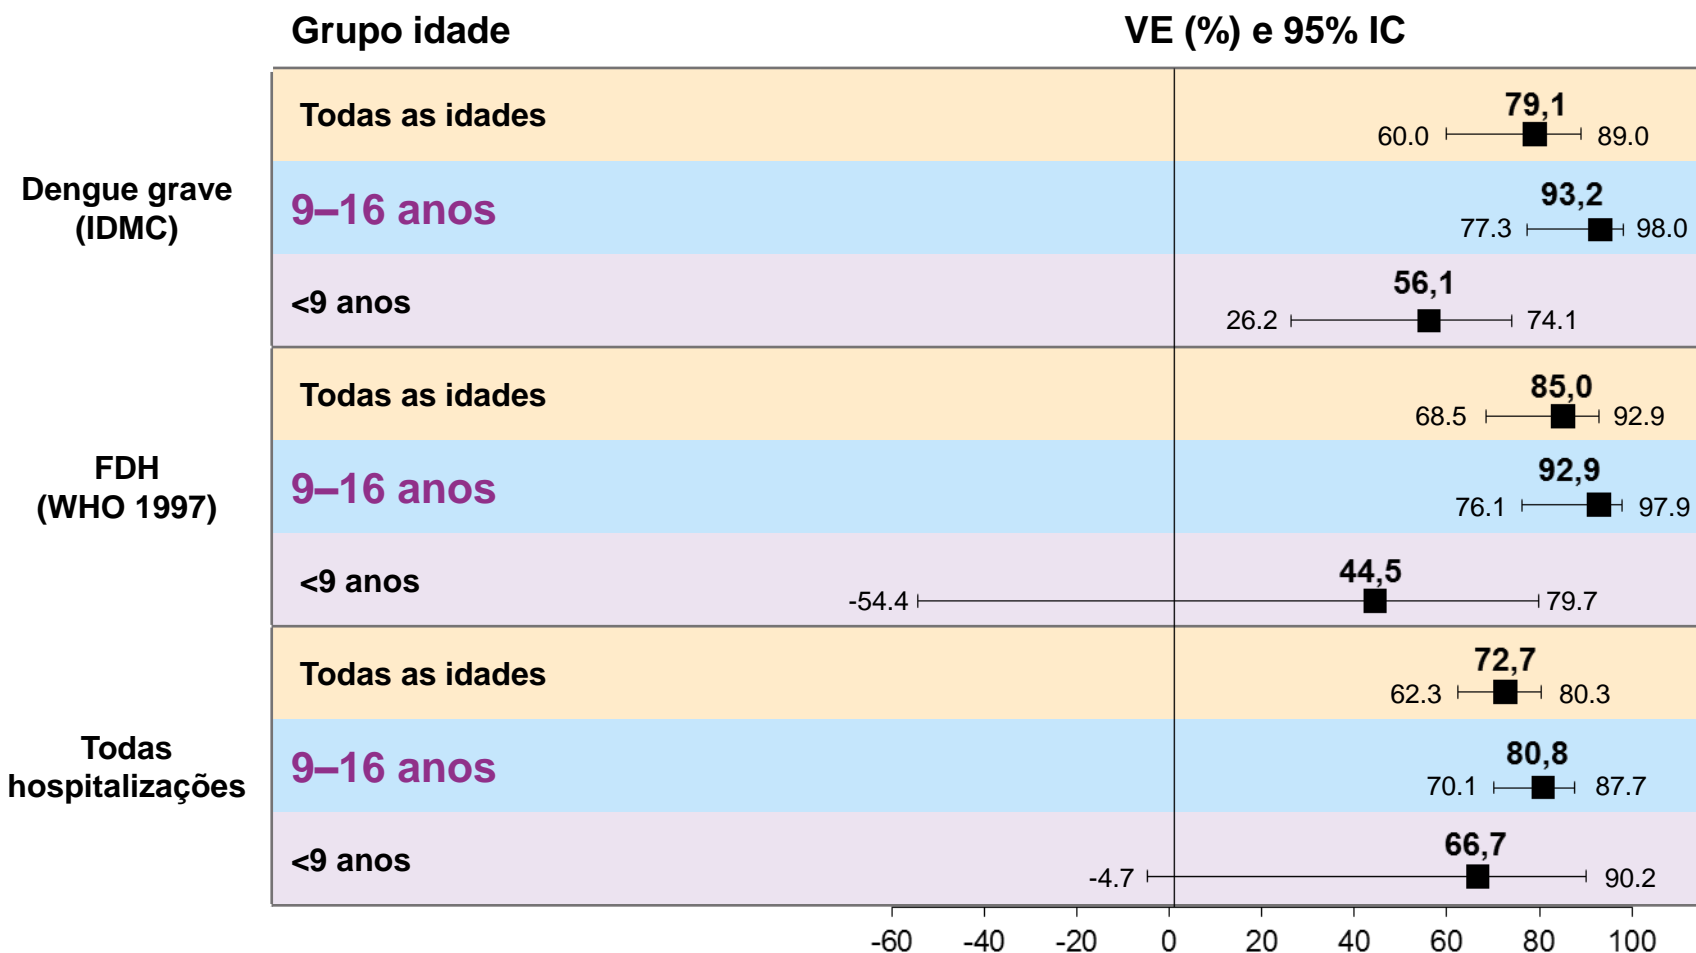 Grupo idade
VE (%) e 95% IC
Dengue grave
(IDMC)
Todas as idades
79,1
60.0
89.0
9–16 anos
93,2
77.3
98.0
<9 anos
56,1
26.2
74.1
FDH
(WHO 1997)
Todas as idades
85,0
68.5
92.9
9–16 anos
92,9
76.1
97.9
<9 anos
44,5
-54.4
79.7
Todas
hospitalizações
Todas as idades
72,7
62.3
80.3
9–16 anos
80,8
70.1
87.7
<9 anos
66,7
-4.7
90.2
-60 -40 -20 0 20 40 60 80 100